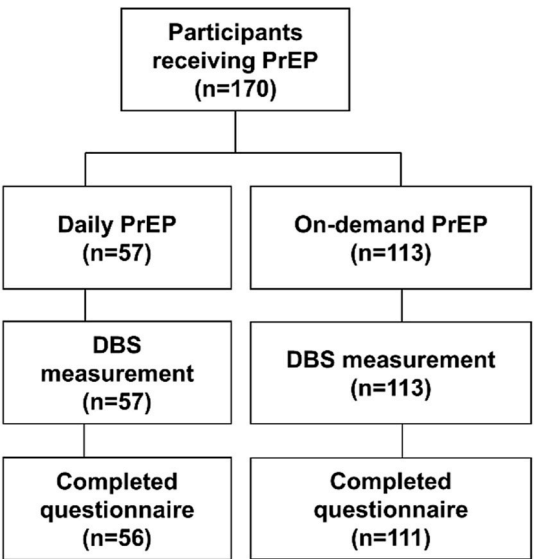 Participants
receiving PrEP
(n=170)
Daily PrEP
(n=57)
On-demand PrEP
(n=113)
DBS
measurement
(n=57)
DBS measurement
(n=113)
Completed
questionnaire
(n=56)
Completed
questionnaire
(n=111)